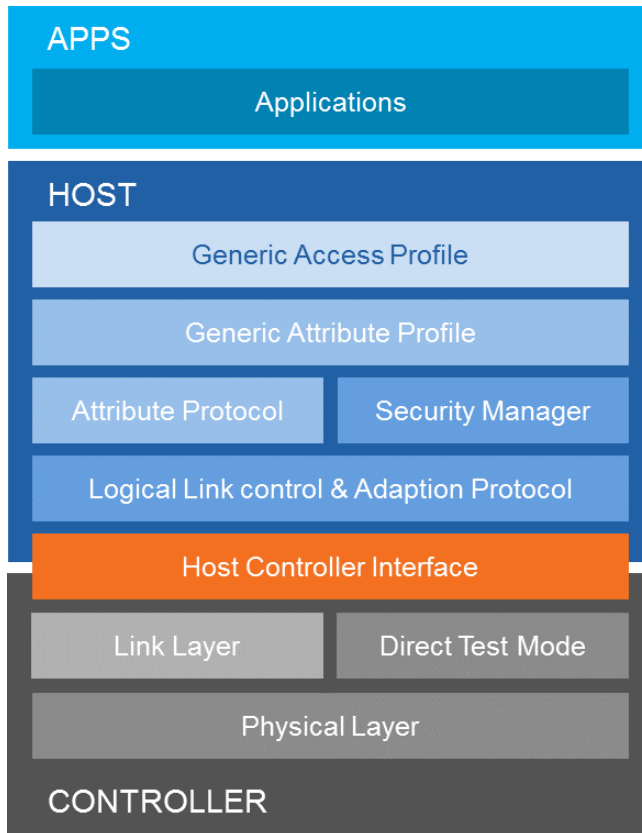 APPS
Applications
HOST
Generic Access Profile
Generic Attribute Profile
Attribute Protocol
Security Manager
Logical Link control & Adaption Protocol
Host Controller Interface
Link Layer
Direct Test Mode
Physical Layer
CONTROLLER